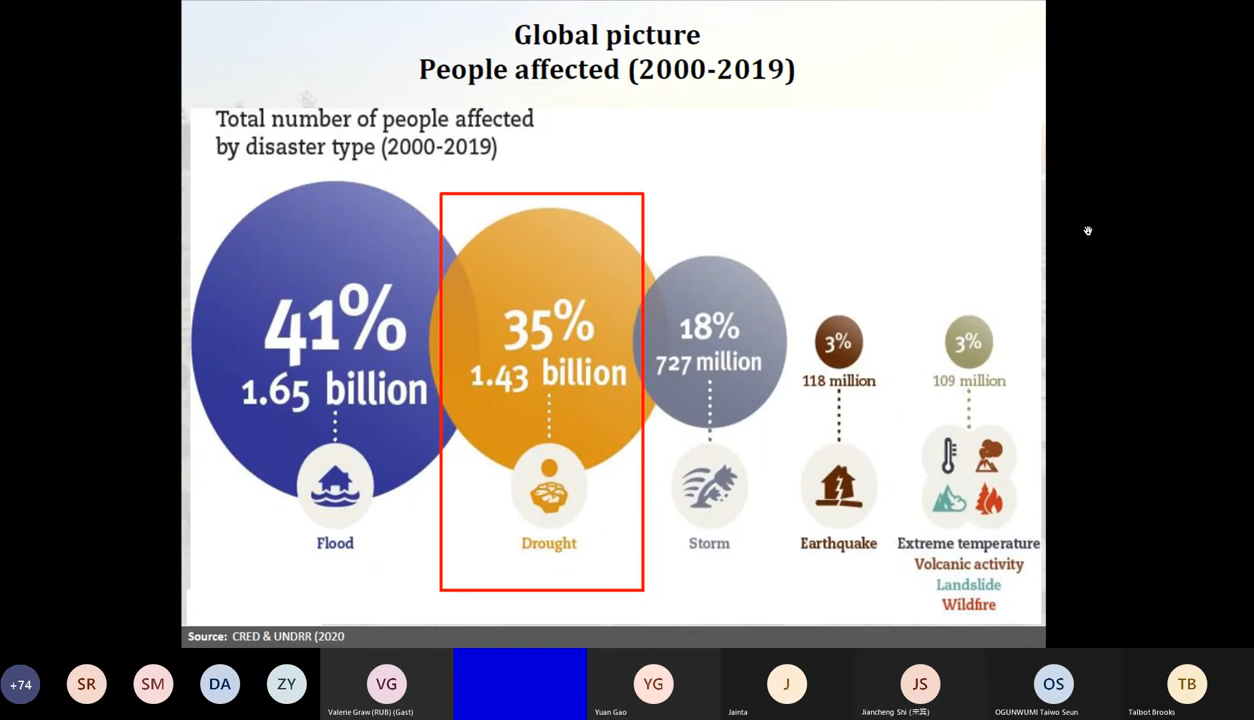 Global picture
People affected (2000-2019)
Total number of people affected
by disaster type (2000-2019)
41%
1.65 billion
35%
1.43 billion
18%
727 million
3%
118 million
3%
109 million
Flood
Drought
Storm
Earthquake
Extreme temperature
Volcanic activity
Landslide
Wildfire
Source: CRED & UNDRR (2020
+74
SR
SM
DA
ZY
VG
YG
J
JS
OS
TB
Valerie Graw (RUB) (Gast)
Yuan Gao
Jainta
Jiancheng Shi (宾宾)
OGUNWUMI Taiwo Seun
Talbot Brooks